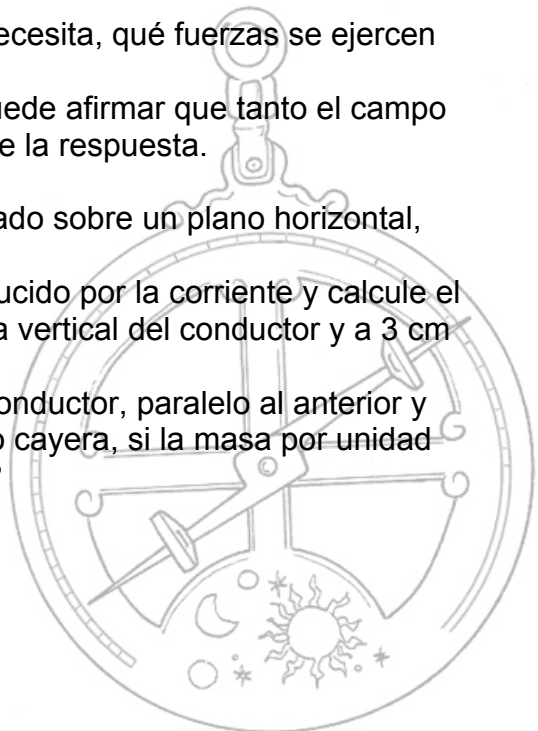 ecesita, qué fuerzas se ejercen
uede afirmar que tanto el campo
e la respuesta.
ado sobre un plano horizontal,
ucido por la corriente y calcule el
a vertical del conductor y a 3 cm
onductor, paralelo al anterior y
o cayera, si la masa por unidad